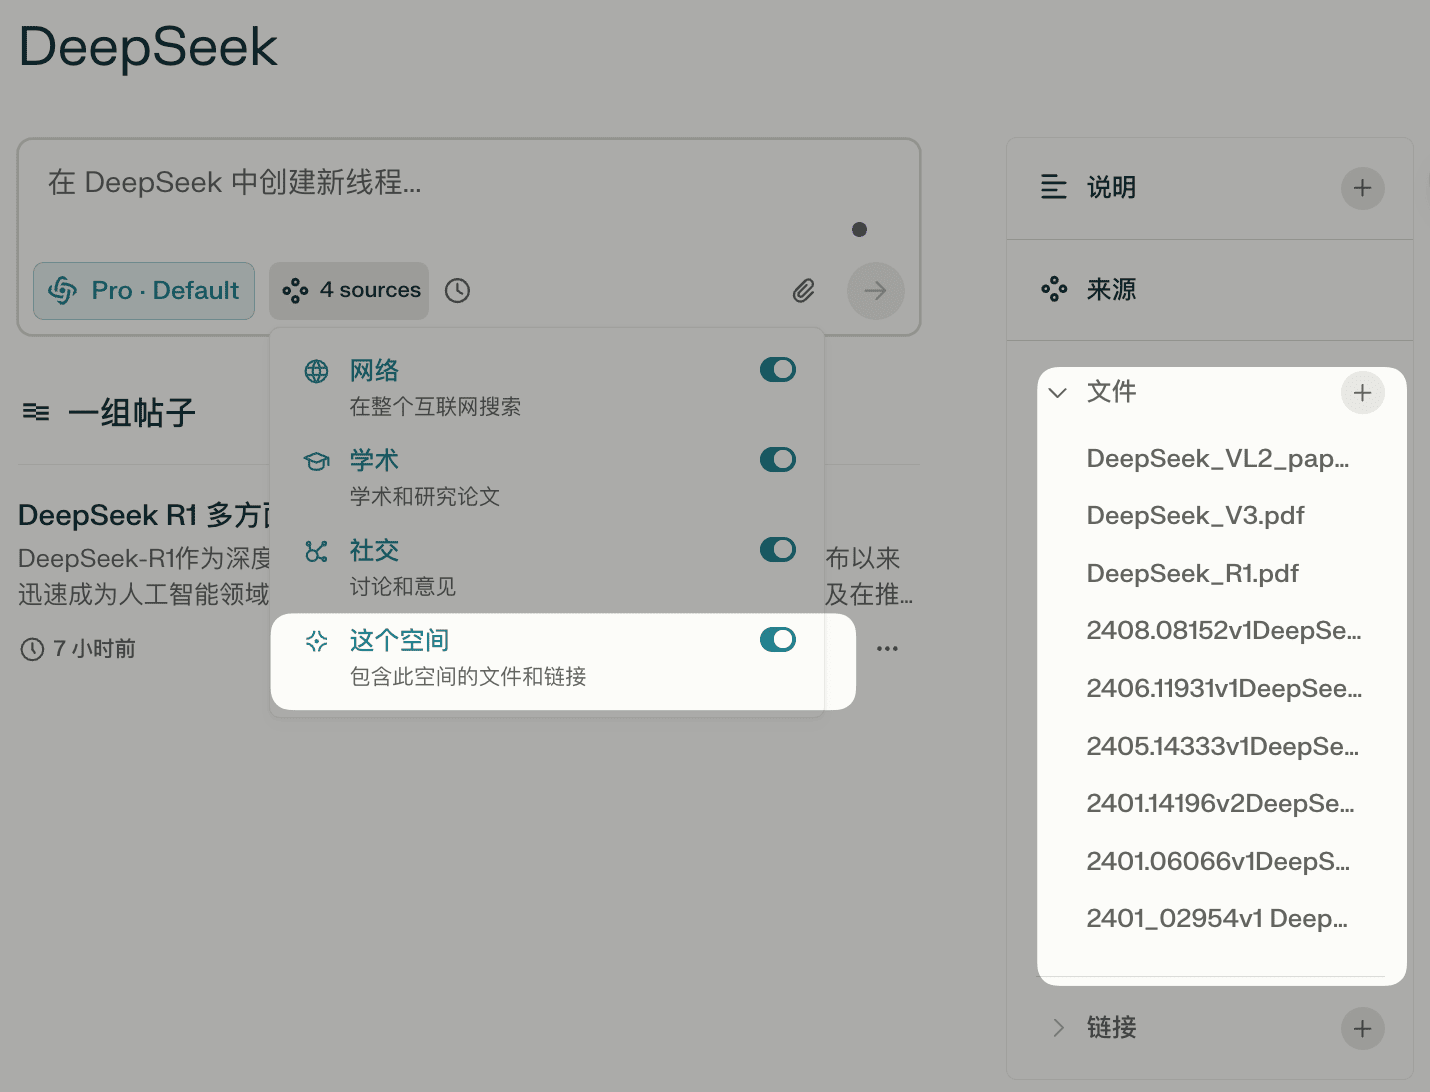 DeepSeek
在 DeepSeek 中创建新线程...
Pro · Default
4 sources
网络
在整个互联网搜索
学术
学术和研究论文
社交
讨论和意见
这个空间
包含此空间的文件和链接
一组帖子
DeepSeek R1 多方面
DeepSeek-R1作为深度
布以来
迅速成为人工智能领域
及在推...
7 小时前
说明
来源
文件
DeepSeek_VL2_pap...
DeepSeek_V3.pdf
DeepSeek_R1.pdf
2408.08152v1DeepSe...
2406.11931v1DeepSee...
2405.14333v1DeepSe...
2401.14196v2DeepSe...
2401.06066v1DeepS...
2401_02954v1 Deep...
链接